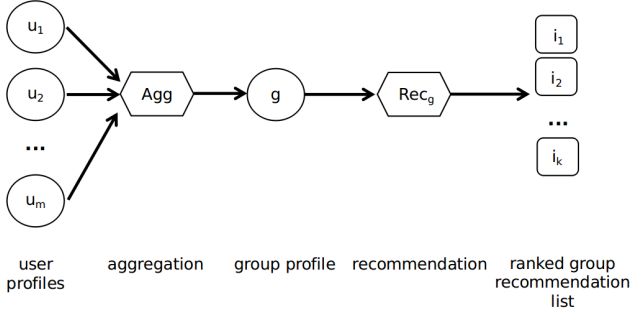 u1
u2
...
um
Agg
g
Recg
i1
i2
...
ik
user
profiles
aggregation
group profile
recommendation
ranked group
recommendation
list